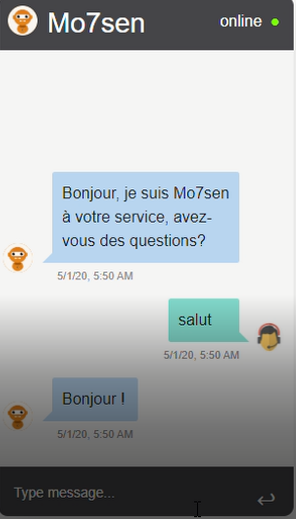 Mo7sen
online
Bonjour, je suis Mo7sen
à votre service, avez-
vous des questions?
5/1/20, 5:50 AM
salut
5/1/20, 5:50 AM
Bonjour !
5/1/20, 5:50 AM
Type message...